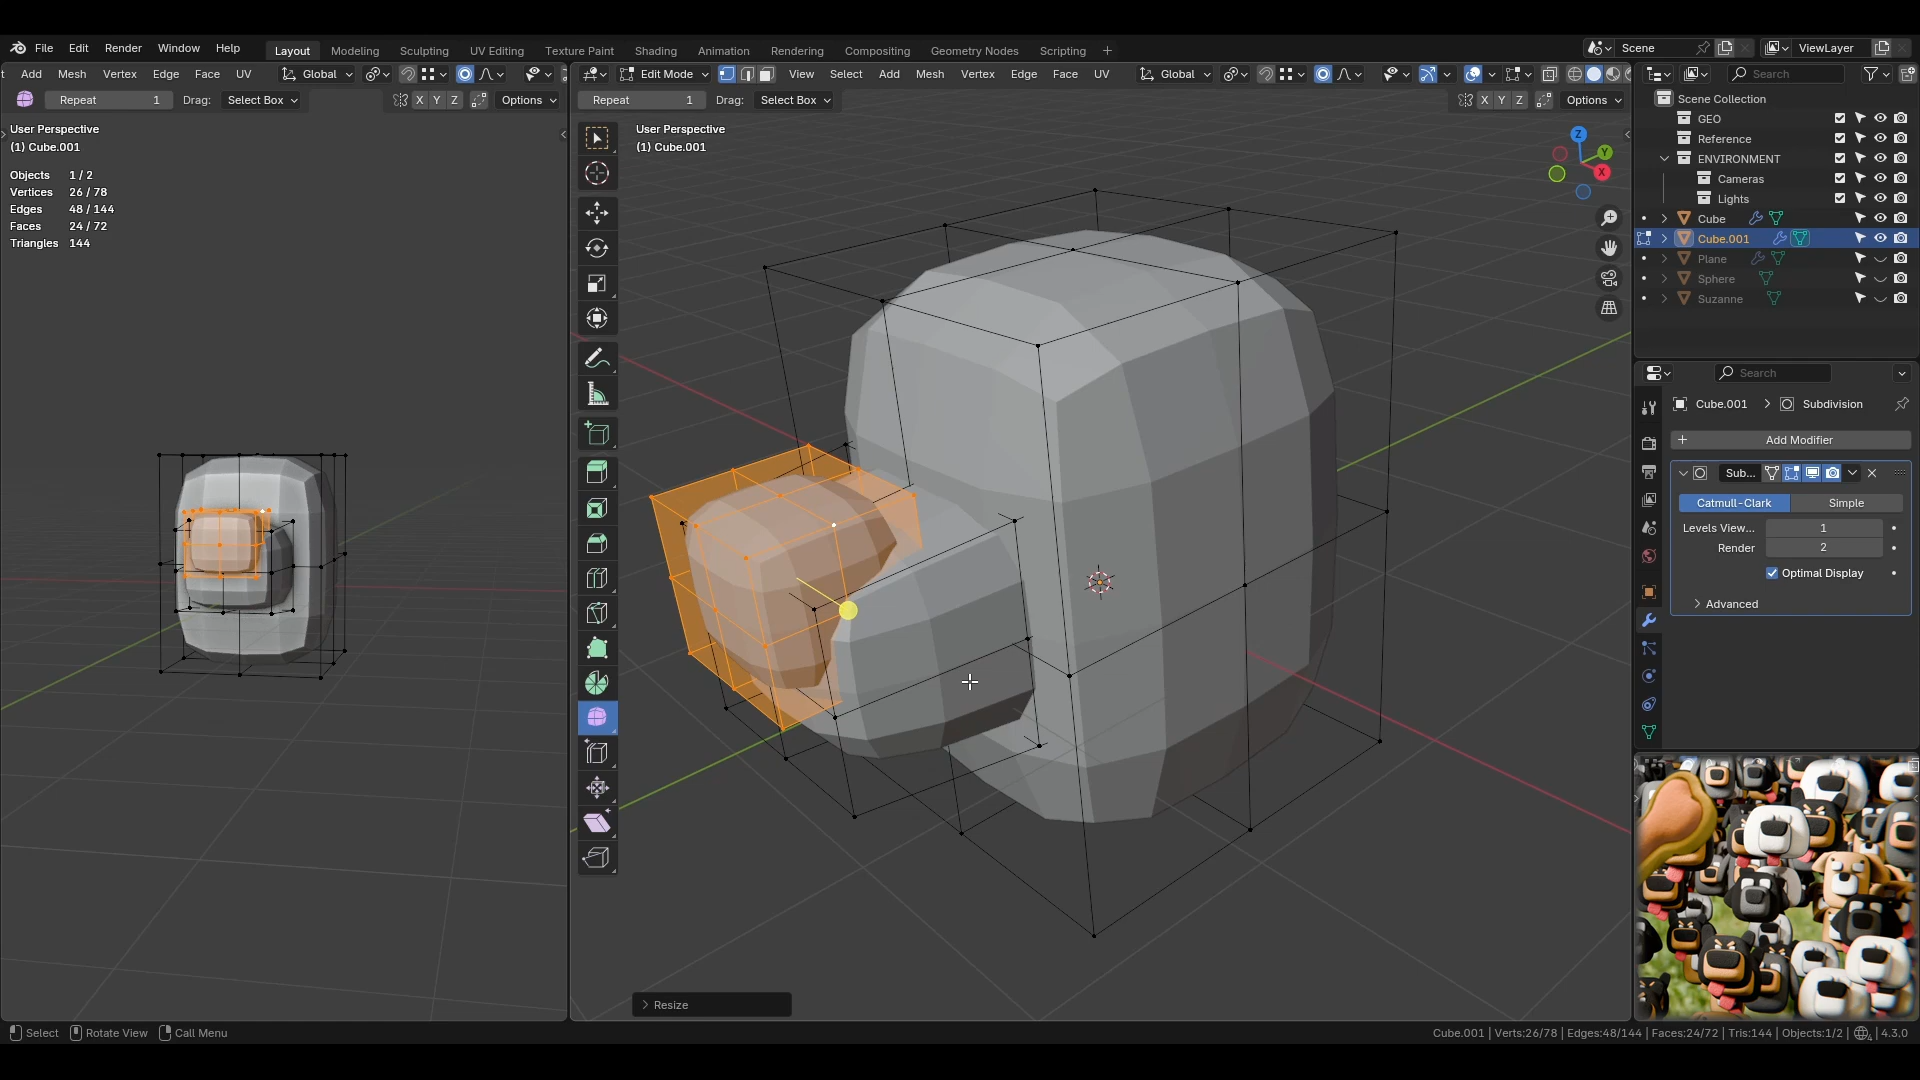 File Edit Render Window Help Layout Modeling Sculpting UV Editing Texture Paint Shading Animation Rendering Compositing Geometry Nodes Scripting + Scene ViewLayer
Add Mesh Vertex Edge Face UV Global
Edit Mode View Select Add Mesh Vertex Edge Face UV Global
Search
Repeat 1 Drag: Select Box X Y Z Options
Repeat 1 Drag: Select Box X Y Z Options
Scene Collection
GEO
Reference
ENVIRONMENT
Cameras
Lights
Cube
Cube.001
Plane
Sphere
Suzanne
User Perspective
(1) Cube.001
Objects 1 / 2
Vertices 26 / 78
Edges 48 / 144
Faces 24 / 72
Triangles 144
User Perspective
(1) Cube.001
Z
Y
X
Search
Cube.001 > Subdivision
+ Add Modifier
Sub...
Catmull-Clark Simple
Levels View... 1
Render 2
Optimal Display
Advanced
Resize
Select Rotate View Call Menu
Cube.001 | Verts:26/78 | Edges:48/144 | Faces:24/72 | Tris:144 | Objects:1/2 | 4.3.0